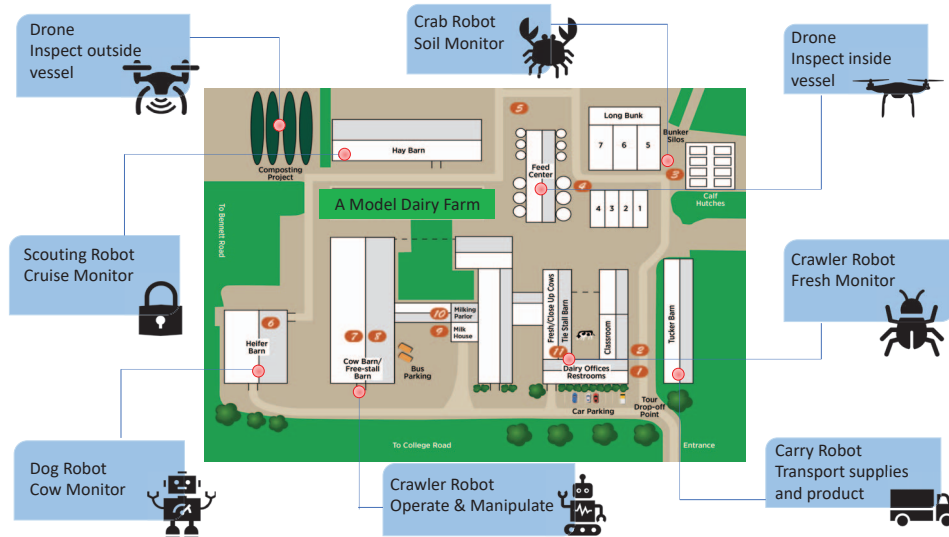 Drone
Inspect outside
vessel
Crab Robot
Soil Monitor
Drone
Inspect inside
vessel
5
Long Bunk
7 6 5
Bunker
Silos
Hay Barn
Composting
Project
Feed
Center
3
4
Calf
Hutches
A Model Dairy Farm
4 3 2 1
To Bennett Road
Scouting Robot
Cruise Monitor
Crawler Robot
Fresh Monitor
6
Heifer
Barn
7 8
Cow Barn/
Free-stall
Barn
10
Milking
Parlor
9
Milk
House
Bus
Parking
Fresh/Close Up Cows
Tie Stall Barn
Classroom
11
Dairy Offices
Restrooms
2
1
Tucker Barn
Car Parking
Tour
Drop-off
Point
To College Road
Entrance
Dog Robot
Cow Monitor
Crawler Robot
Operate & Manipulate
Carry Robot
Transport supplies
and product